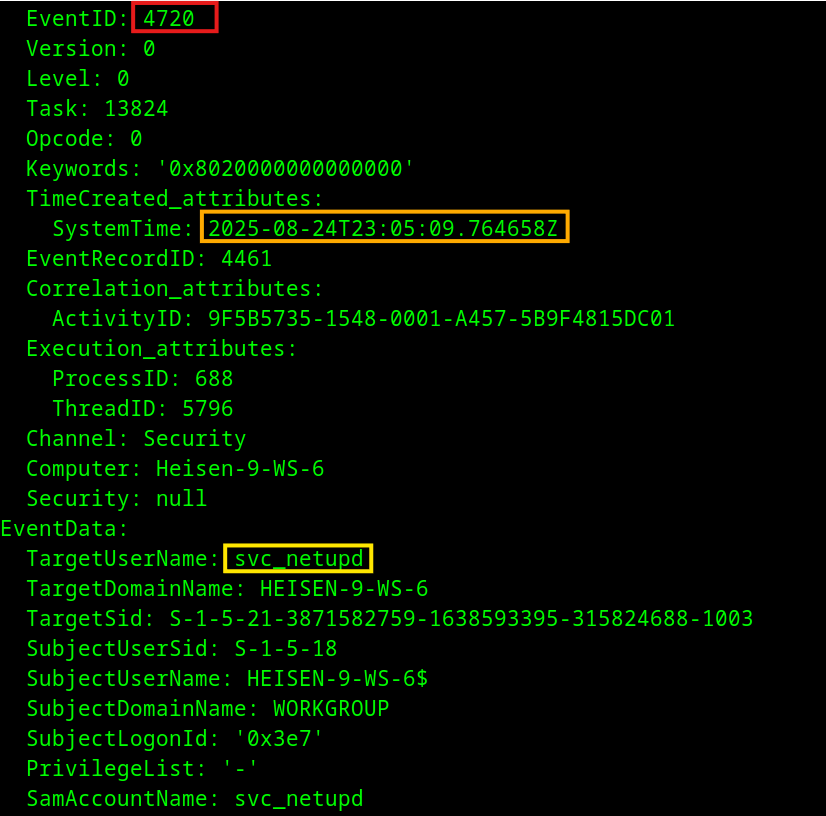 EventID: 4720
Version: 0
Level: 0
Task: 13824
Opcode: 0
Keywords: '0x8020000000000000'
TimeCreated_attributes:
SystemTime: 2025-08-24T23:05:09.764658Z
EventRecordID: 4461
Correlation_attributes:
ActivityID: 9F5B5735-1548-0001-A457-5B9F4815DC01
Execution_attributes:
ProcessID: 688
ThreadID: 5796
Channel: Security
Computer: Heisen-9-WS-6
Security: null
EventData:
TargetUserName: svc_netupd
TargetDomainName: HEISEN-9-WS-6
TargetSid: S-1-5-21-3871582759-1638593395-315824688-1003
SubjectUserSid: S-1-5-18
SubjectUserName: HEISEN-9-WS-6$
SubjectDomainName: WORKGROUP
SubjectLogonId: '0x3e7'
PrivilegeList: '-'
SamAccountName: svc_netupd